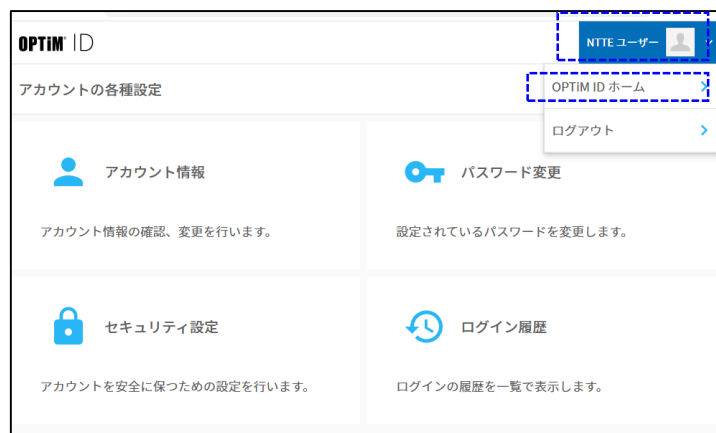 OPTiM ID
NTTE ユーザー
アカウントの各種設定
OPTiM ID ホーム
ログアウト
アカウント情報
アカウント情報の確認、変更を行います。
パスワード変更
設定されているパスワードを変更します。
セキュリティ設定
アカウントを安全に保つための設定を行います。
ログイン履歴
ログインの履歴を一覧で表示します。